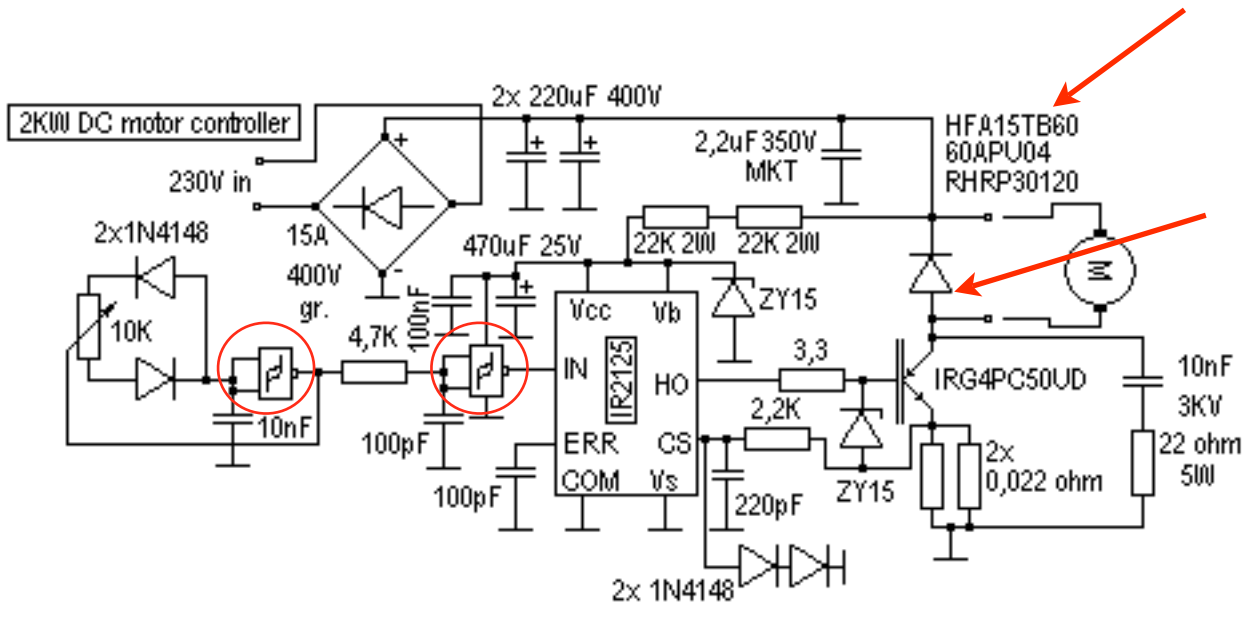 2x 220uF 400V
2KW DC motor controller
HFA15TB60
60APU04
RHRP30120
2,2uF350V
MKT
230V in
2x1N4148
15A
400V
gr.
470uF 25V
22K 2W
22K 2W
100nF
Vcc
Vb
ZY15
M
10K
4,7K
IN
IR2125
HO
3,3
IRG4PC50UD
10nF
3KV
2,2K
10nF
100pF
ERR
CS
22 ohm
5W
2x
0,022 ohm
100pF
COM
Vs
220pF
ZY15
2x 1N4148
+
+
+
-
+